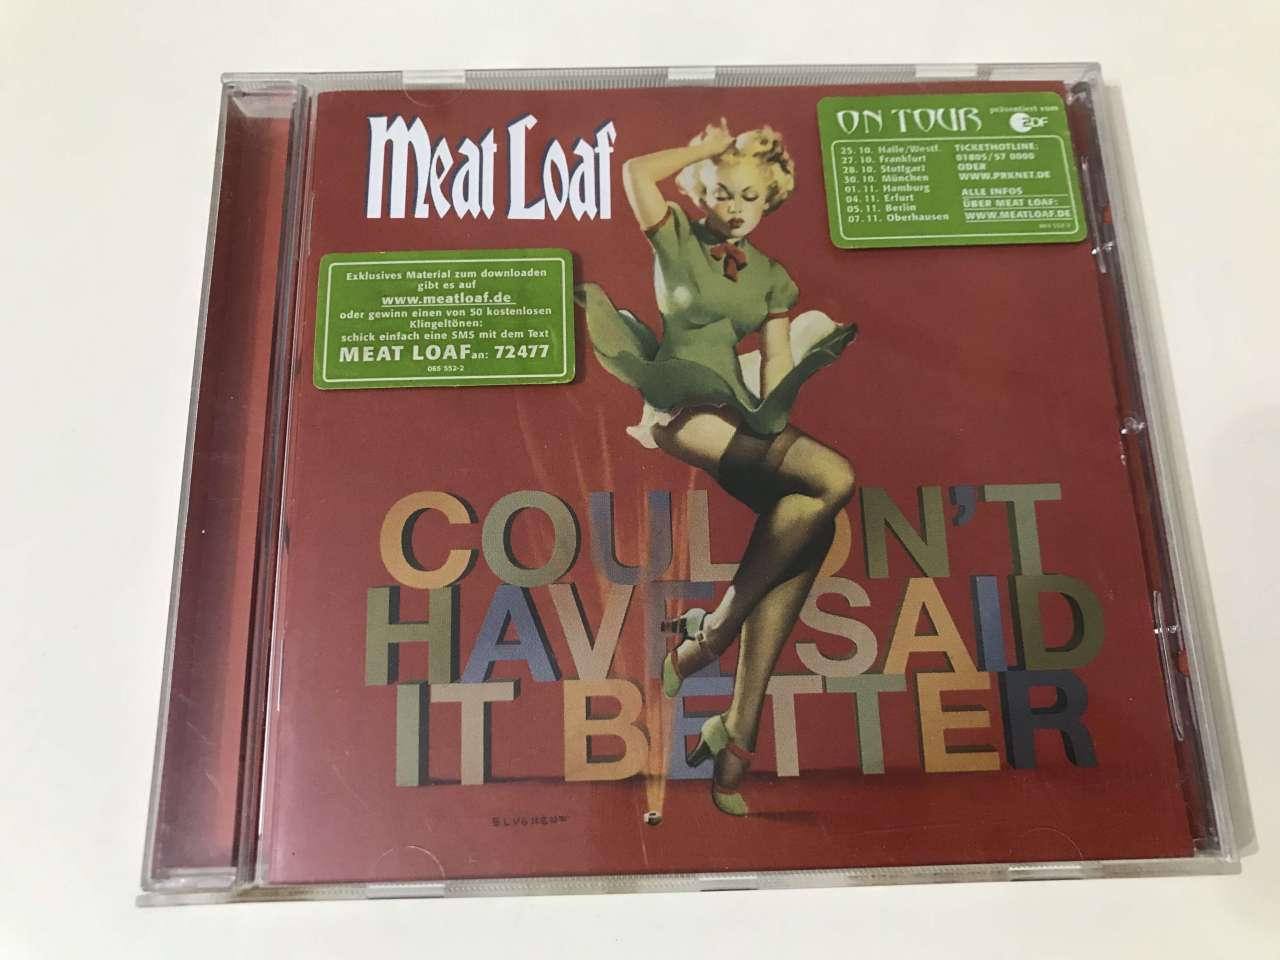 Meat Loaf
ON TOUR
präsentiert vom
ZDF
25. 10. Halle/Westf.
27. 10. Frankfurt
28. 10. Stuttgart
30. 10. München
01. 11. Hamburg
04. 11. Erfurt
05. 11. Berlin
07. 11. Oberhausen
TICKETHOTLINE:
01805/57 0000
ODER
WWW.PRKNET.DE
ALLE INFOS
ÜBER MEAT LOAF:
WWW.MEATLOAF.DE
065 552-2
Exklusives Material zum downloaden
gibt es auf
www.meatloaf.de
oder gewinn einen von 50 kostenlosen
Klingeltönen:
schick einfach eine SMS mit dem Text
MEAT LOAF an: 72477
065 552-2
COULDN'T
HAVE SAID
IT BETTER
ELVGREN